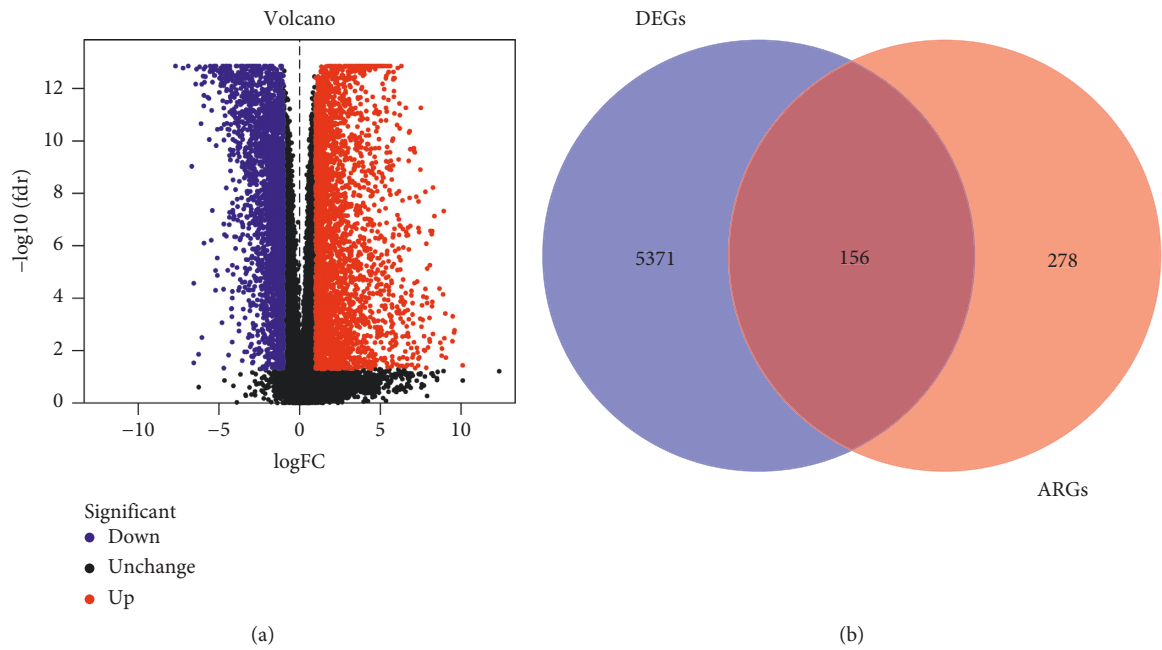 Volcano
−log10 (fdr)
12
10
8
6
4
2
0
−10
−5
0
5
10
logFC
Significant
Down
Unchange
Up
(a)
DEGs
5371
156
278
ARGs
(b)